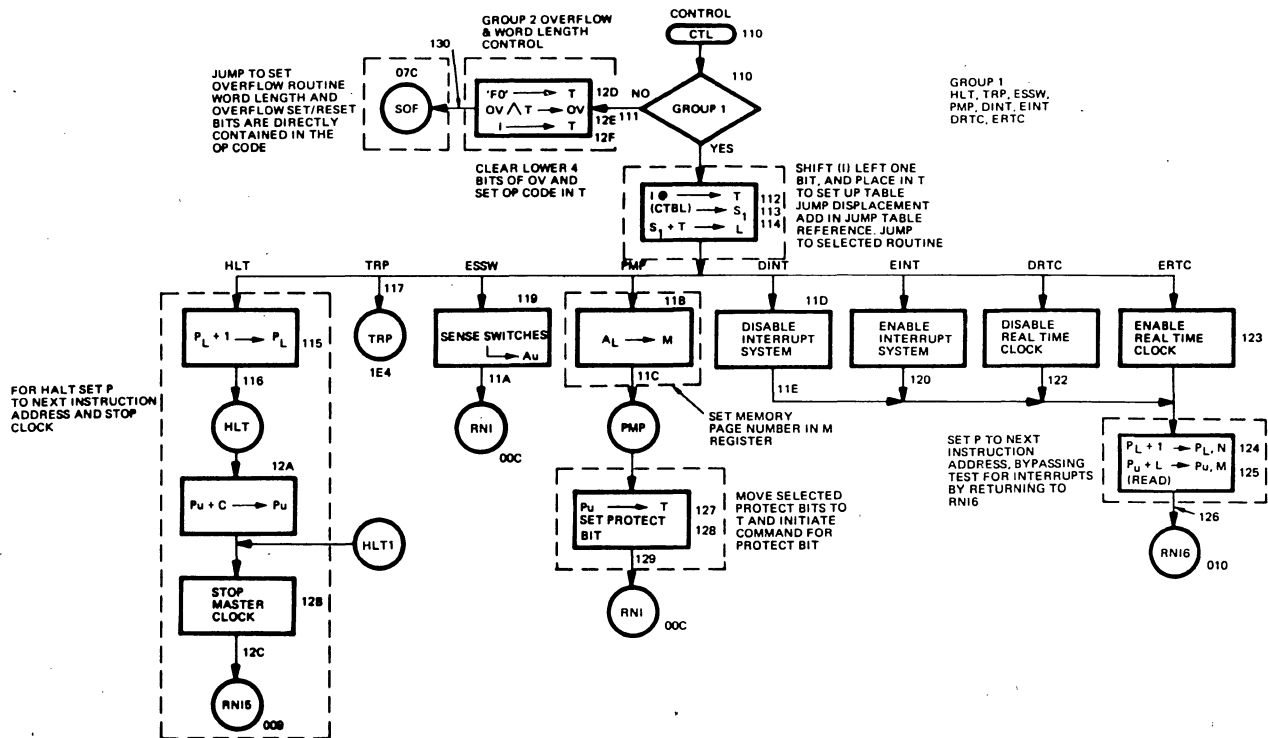 CONTROL
CTL
110
GROUP 2 OVERFLOW
& WORD LENGTH
CONTROL
130
07C
SOF
JUMP TO SET
OVERFLOW ROUTINE
WORD LENGTH AND
OVERFLOW SET/RESET
BITS ARE DIRECTLY
CONTAINED IN THE
OP CODE
'F0' T 12D
OV ∧ T OV 12E
I T 12F
NO
111
110
GROUP 1
YES
GROUP 1
HLT, TRP, ESSW,
PMP, DINT, EINT
DRTC, ERTC
CLEAR LOWER 4
BITS OF OV AND
SET OP CODE IN T
I T 112
(CTBL) S1 113
S1 + T L 114
SHIFT (I) LEFT ONE
BIT, AND PLACE IN T
TO SET UP TABLE
JUMP DISPLACEMENT
ADD IN JUMP TABLE
REFERENCE. JUMP
TO SELECTED ROUTINE
HLT TRP ESSW PMP DINT EINT DRTC ERTC
PL + 1 PL 115
116
HLT
12A
Pu + C Pu
HLT1
STOP
MASTER
CLOCK
12B
12C
RNI5
009
FOR HALT SET P
TO NEXT INSTRUCTION
ADDRESS AND STOP
CLOCK
117
TRP
1E4
119
SENSE SWITCHES
Au
11A
RNI
00C
11B
AL M
11C
SET MEMORY
PAGE NUMBER IN M
REGISTER
PMP
Pu T 127
SET PROTECT
BIT
128
129
RNI
00C
MOVE SELECTED
PROTECT BITS TO
T AND INITIATE
COMMAND FOR
PROTECT BIT
11D
DISABLE
INTERRUPT
SYSTEM
11E
ENABLE
INTERRUPT
SYSTEM
120
DISABLE
REAL TIME
CLOCK
122
ENABLE
REAL TIME
CLOCK
123
SET P TO NEXT
INSTRUCTION
ADDRESS, BYPASSING
TEST FOR INTERRUPTS
BY RETURNING TO
RNI6
PL + 1 PL, N 124
Pu + L Pu, M 125
(READ)
126
RNI6
010